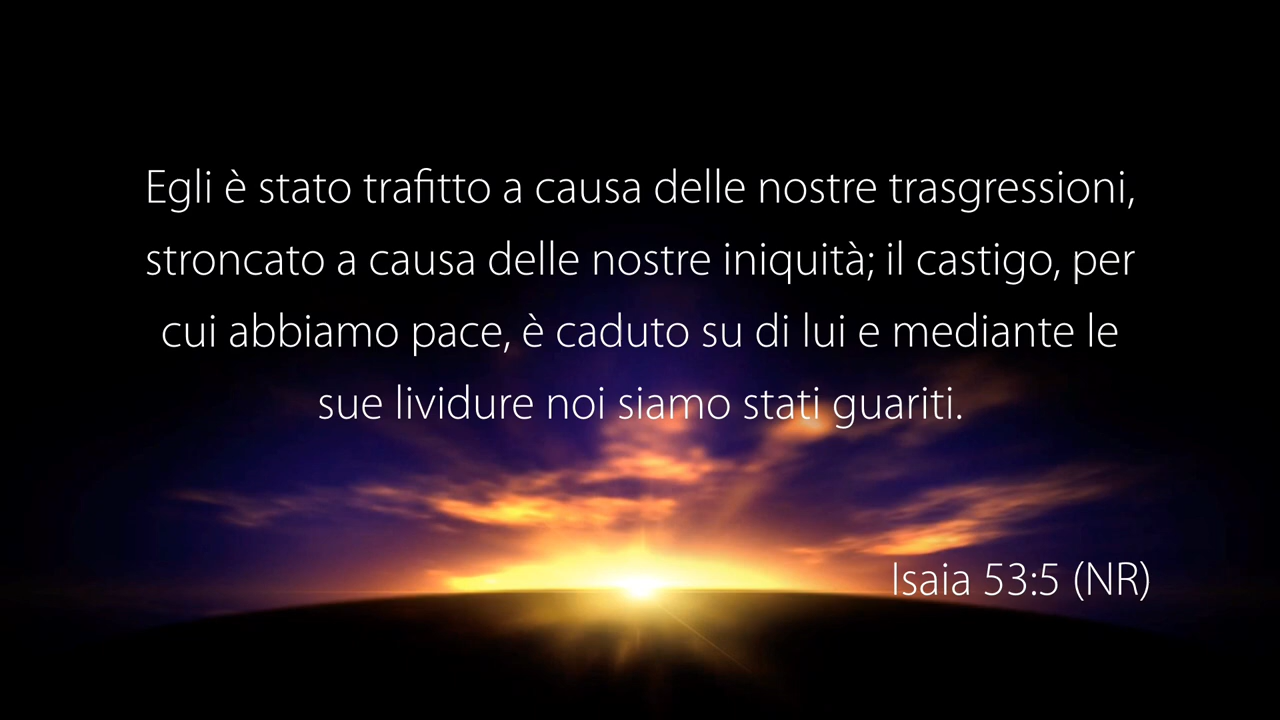 Egli è stato trafitto a causa delle nostre trasgressioni,
stroncato a causa delle nostre iniquità; il castigo, per
cui abbiamo pace, è caduto su di lui e mediante le
sue lividure noi siamo stati guariti.
Isaia 53:5 (NR)